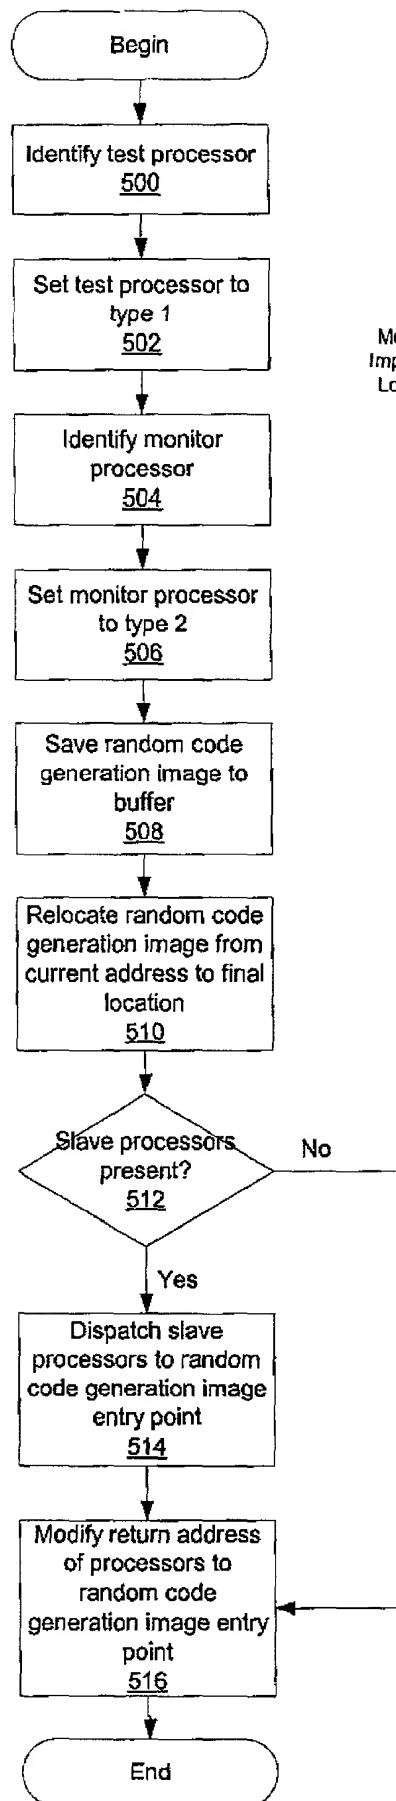 Begin
Identify test processor
500
Set test processor to
type 1
502
Identify monitor
processor
504
Set monitor processor
to type 2
506
Save random code
generation image to
buffer
508
Relocate random code
generation image from
current address to final
location
510
Slave processors
present?
512
No
Yes
Dispatch slave
processors to random
code generation image
entry point
514
Modify return address
of processors to
random code
generation image entry
point
516
End